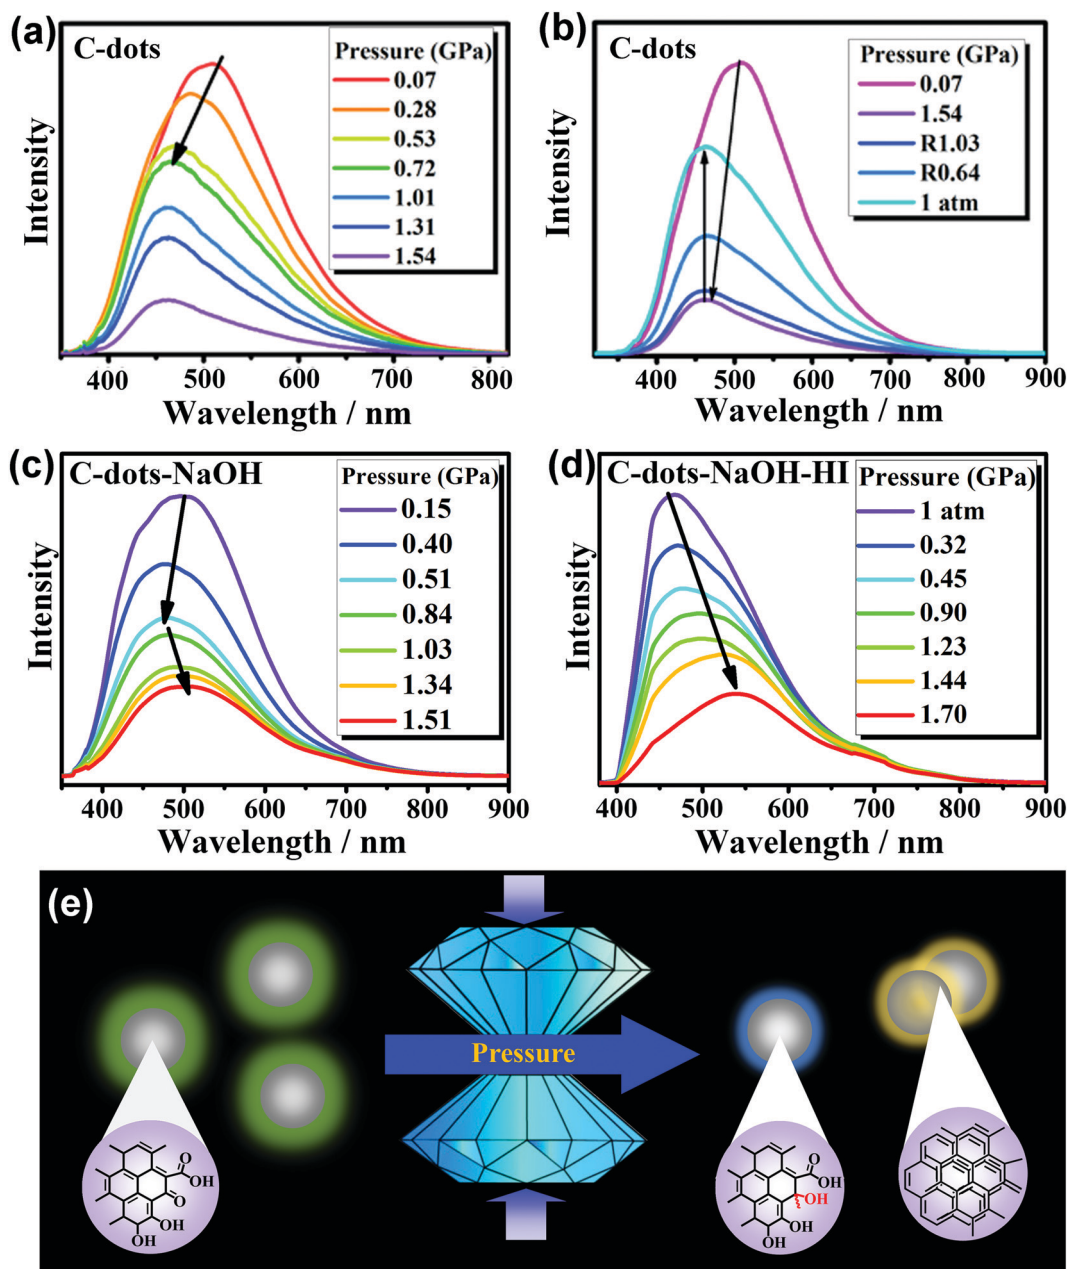 (a)
C-dots
Pressure (GPa)
0.07
0.28
0.53
0.72
1.01
1.31
1.54
Intensity
400 500 600 700 800
Wavelength / nm
(b)
C-dots
Pressure (GPa)
0.07
1.54
R1.03
R0.64
1 atm
Intensity
400 500 600 700 800 900
Wavelength / nm
(c)
C-dots-NaOH
Pressure (GPa)
0.15
0.40
0.51
0.84
1.03
1.34
1.51
Intensity
400 500 600 700 800 900
Wavelength / nm
(d)
C-dots-NaOH-HI
Pressure (GPa)
1 atm
0.32
0.45
0.90
1.23
1.44
1.70
Intensity
400 500 600 700 800 900
Wavelength / nm
(e)
Pressure
O
OH
O
OH
OH
O
OH
OH
OH
OH